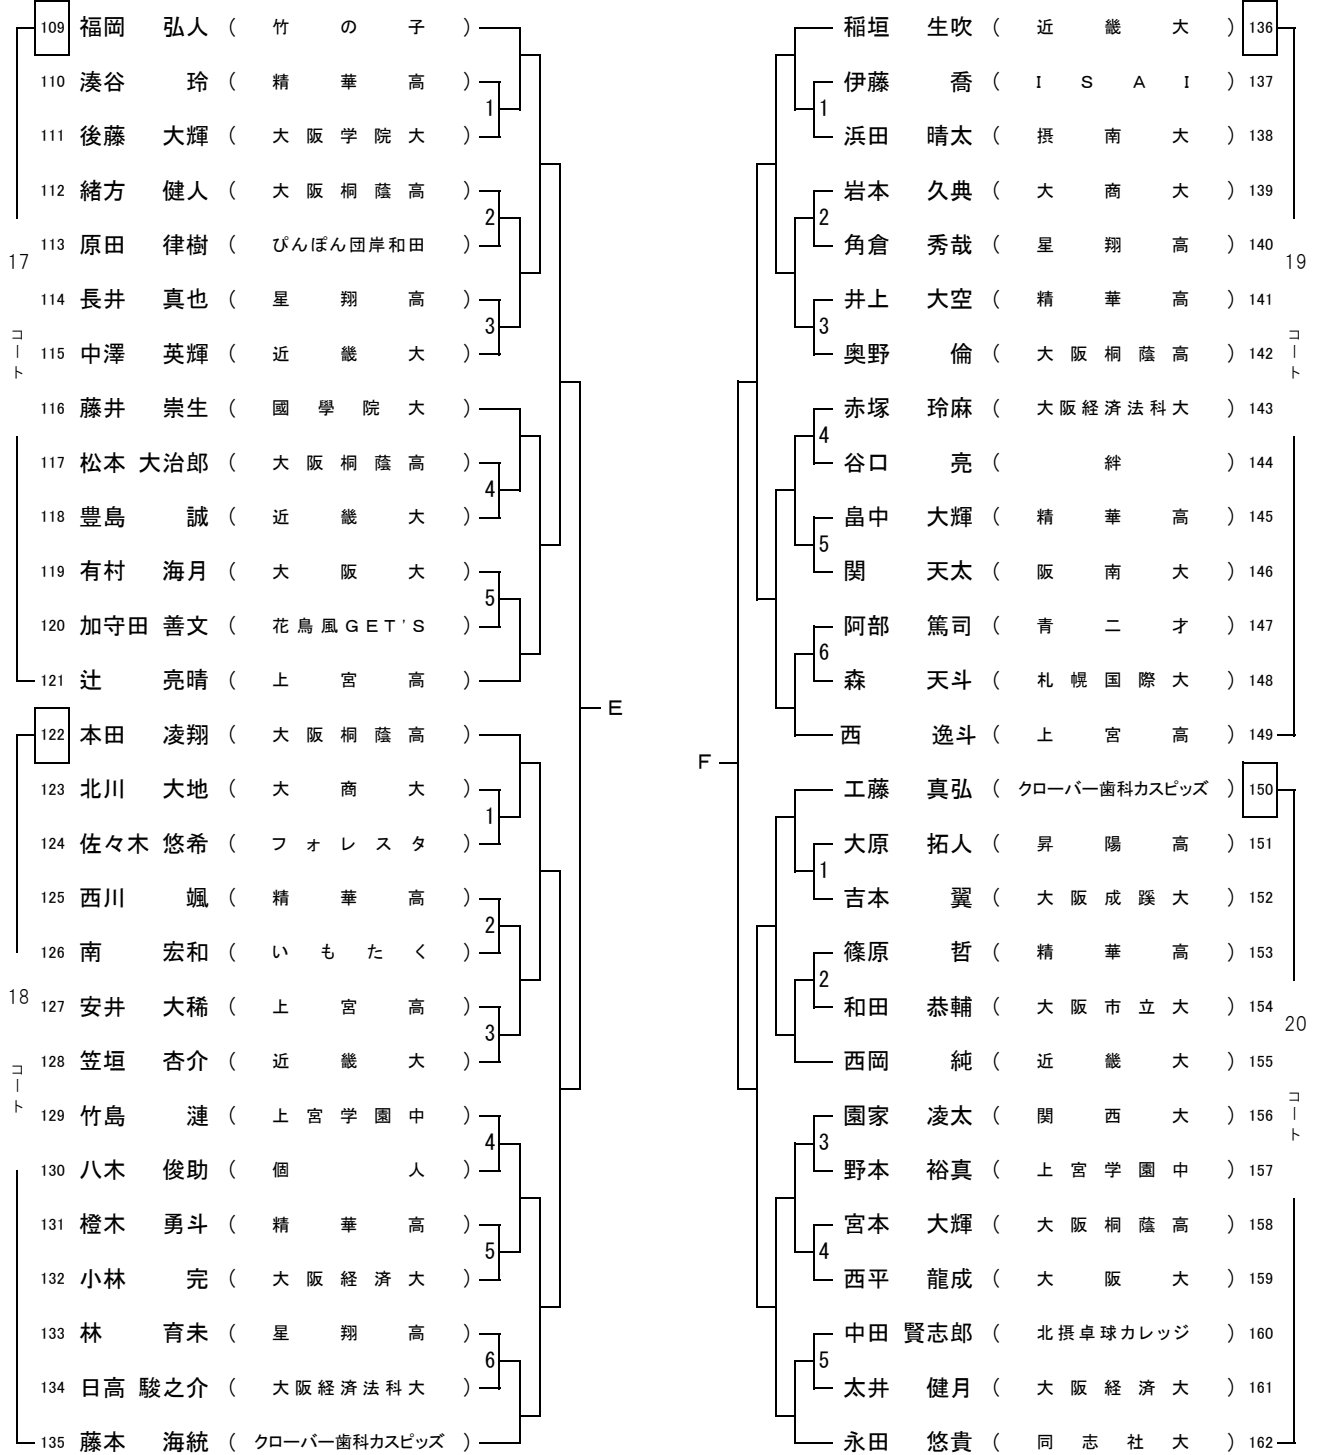 109 福岡 弘人 ( 竹の子 )
110 湊谷 玲 ( 精華高 )
1
111 後藤 大輝 ( 大阪学院大 )
112 緒方 健人 ( 大阪桐蔭高 )
2
113 原田 律樹 ( ぴんぽん団岸和田 )
17 コート
114 長井 真也 ( 星翔高 )
3
115 中澤 英輝 ( 近畿大 )
116 藤井 崇生 ( 國學院大 )
117 松本 大治郎 ( 大阪桐蔭高 )
4
118 豊島 誠 ( 近畿大 )
119 有村 海月 ( 大阪大 )
5
120 加守田 善文 ( 花鳥風GET'S )
121 辻 亮晴 ( 上宮高 )
E
122 本田 凌翔 ( 大阪桐蔭高 )
123 北川 大地 ( 大商大 )
1
124 佐々木 悠希 ( フォレスタ )
125 西川 颯 ( 精華高 )
2
126 南 宏和 ( いもたく )
18 コート
127 安井 大稀 ( 上宮高 )
3
128 笠垣 杏介 ( 近畿大 )
129 竹島 漣 ( 上宮学園中 )
4
130 八木 俊助 ( 個人 )
131 橙木 勇斗 ( 精華高 )
5
132 小林 完 ( 大阪経済大 )
133 林 育未 ( 星翔高 )
6
134 日高 駿之介 ( 大阪経済法科大 )
135 藤本 海統 ( クローバー歯科カスピッズ )
稲垣 生吹 ( 近畿大 ) 136
伊藤 喬 ( ISAI ) 137
1
浜田 晴太 ( 摂南大 ) 138
岩本 久典 ( 大商大 ) 139
2
角倉 秀哉 ( 星翔高 ) 140
19 コート
井上 大空 ( 精華高 ) 141
3
奥野 倫 ( 大阪桐蔭高 ) 142
赤塚 玲麻 ( 大阪経済法科大 ) 143
4
谷口 亮 ( 絆 ) 144
畠中 大輝 ( 精華高 ) 145
5
関 天太 ( 阪南大 ) 146
阿部 篤司 ( 青二才 ) 147
6
森 天斗 ( 札幌国際大 ) 148
西 逸斗 ( 上宮高 ) 149
F
工藤 真弘 ( クローバー歯科カスピッズ ) 150
大原 拓人 ( 昇陽高 ) 151
1
吉本 翼 ( 大阪成蹊大 ) 152
篠原 哲 ( 精華高 ) 153
2
和田 恭輔 ( 大阪市立大 ) 154
20 コート
西岡 純 ( 近畿大 ) 155
園家 凌太 ( 関西大 ) 156
3
野本 裕真 ( 上宮学園中 ) 157
宮本 大輝 ( 大阪桐蔭高 ) 158
4
西平 龍成 ( 大阪大 ) 159
中田 賢志郎 ( 北摂卓球カレッジ ) 160
5
太井 健月 ( 大阪経済大 ) 161
永田 悠貴 ( 同志社大 ) 162